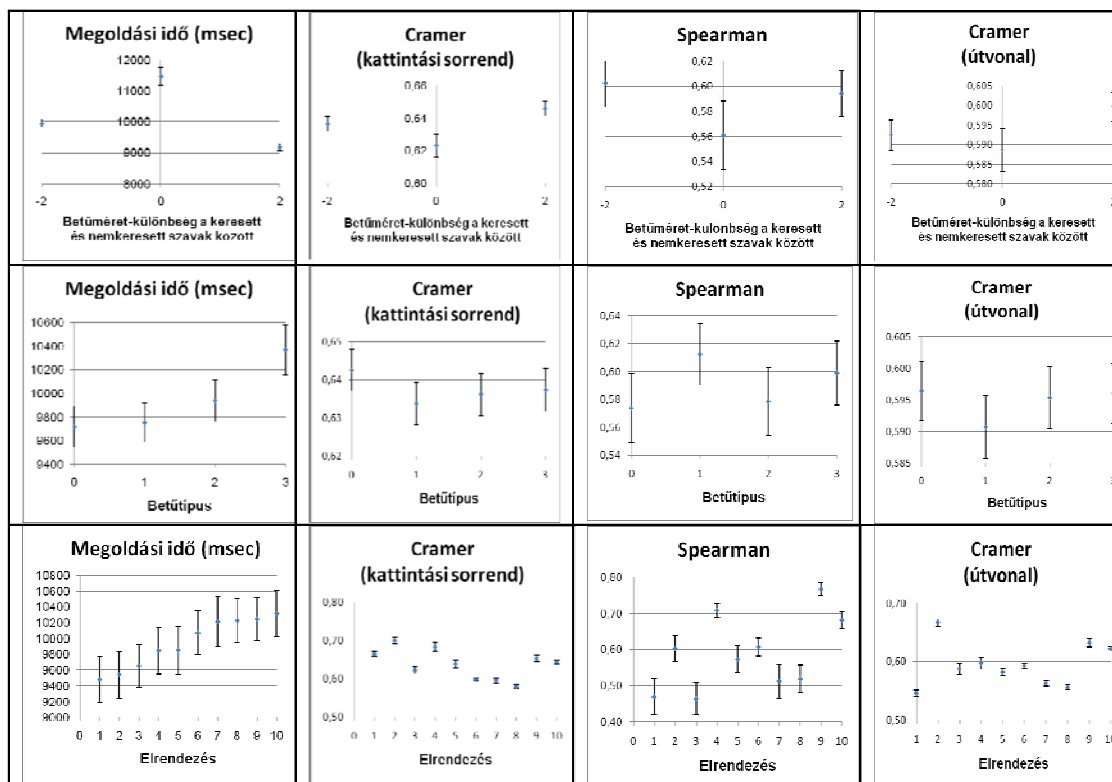 Megoldási idő (msec)
12000
11000
10000
9000
8000
-2
0
2
Betűméret-különbség a keresett
és nemkeresett szavak között
Cramer
(kattintási sorrend)
0,68
0,66
0,64
0,62
0,60
-2
0
2
Betűméret-különbség a keresett
és nemkeresett szavak között
Spearman
0,62
0,60
0,58
0,56
0,54
0,52
-2
0
2
Betűméret-kulonbség a keresett
és nemkeresett szavak kozott
Cramer
(útvonal)
0,605
0,600
0,595
0,590
0,585
0,580
-2
0
Betűméret-különbség a keresett
és nemkeresett szavak között
Megoldási idő (msec)
10600
10400
10200
10000
9800
9600
9400
0
1
2
3
Betűtípus
Cramer
(kattintási sorrend)
0,65
0,64
0,63
0,62
0
1
2
3
Betűtípus
Spearman
0,64
0,62
0,60
0,58
0,56
0,54
0
1
2
3
Betűtípus
Cramer
(útvonal)
0,605
0,600
0,595
0,590
0,585
0
1
2
Betűtípus
Megoldási idő (msec)
10800
10600
10400
10200
10000
9800
9600
9400
9200
9000
0 1 2 3 4 5 6 7 8 9 10
Elrendezés
Cramer
(kattintási sorrend)
0,80
0,70
0,60
0,50
0 1 2 3 4 5 6 7 8 9 10
Elrendezés
Spearman
0,80
0,70
0,60
0,50
0,40
0 1 2 3 4 5 6 7 8 9 10
Elrendezés
Cramer
(útvonal)
0,70
0,60
0,50
0 1 2 3 4 5 6 7 8 9 10
Elrendezés